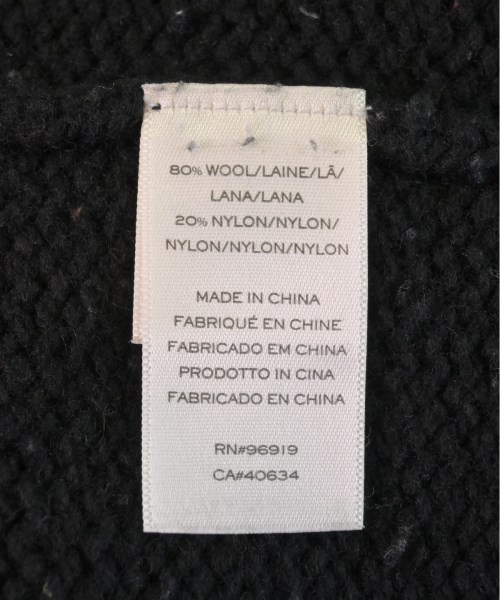 80% WOOL/LAINE/LÃ/
LANA/LANA
20% NYLON/NYLON/
NYLON/NYLON/NYLON
MADE IN CHINA
FABRIQUÉ EN CHINE
FABRICADO EM CHINA
PRODOTTO IN CINA
FABRICADO EN CHINA
RN#96919
CA#40634